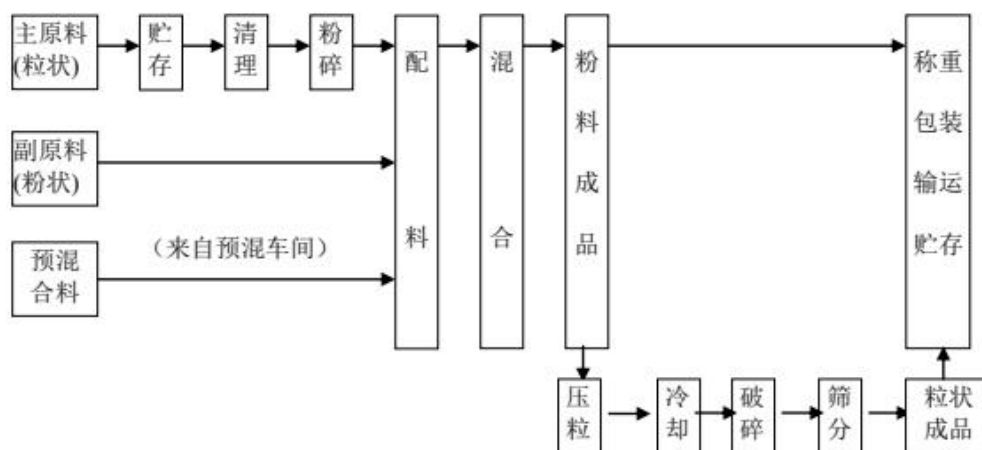 主原料
(粒状)
贮存
清理
粉碎
配料
混合
粉料成品
称重
包装
输运
贮存
副原料
(粉状)
预混
合料
（来自预混车间）
压粒
冷却
破碎
筛分
粒状
成品